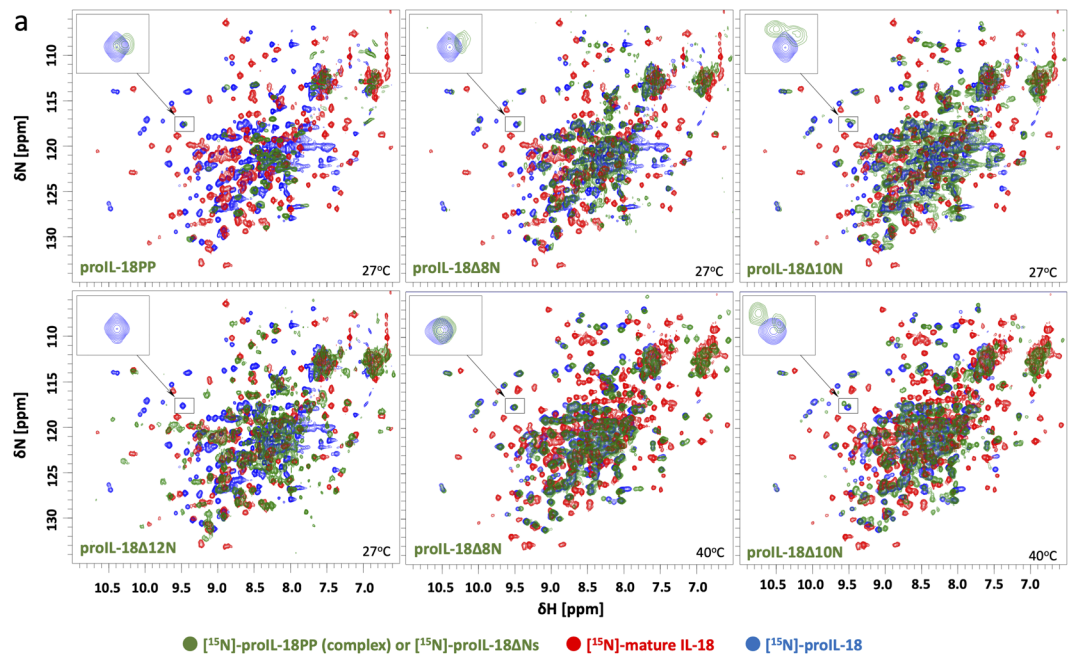 a
δN [ppm]
110
115
120
125
130
proIL-18PP
27°C
proIL-18Δ8N
27°C
proIL-18Δ10N
27°C
δN [ppm]
110
115
120
125
130
proIL-18Δ12N
27°C
proIL-18Δ8N
40°C
proIL-18Δ10N
40°C
10.5 10.0 9.5 9.0 8.5 8.0 7.5 7.0
10.5 10.0 9.5 9.0 8.5 8.0 7.5 7.0
10.5 10.0 9.5 9.0 8.5 8.0 7.5 7.0
δH [ppm]
[¹⁵N]-proIL-18PP (complex) or [¹⁵N]-proIL-18ΔNs
[¹⁵N]-mature IL-18
[¹⁵N]-proIL-18